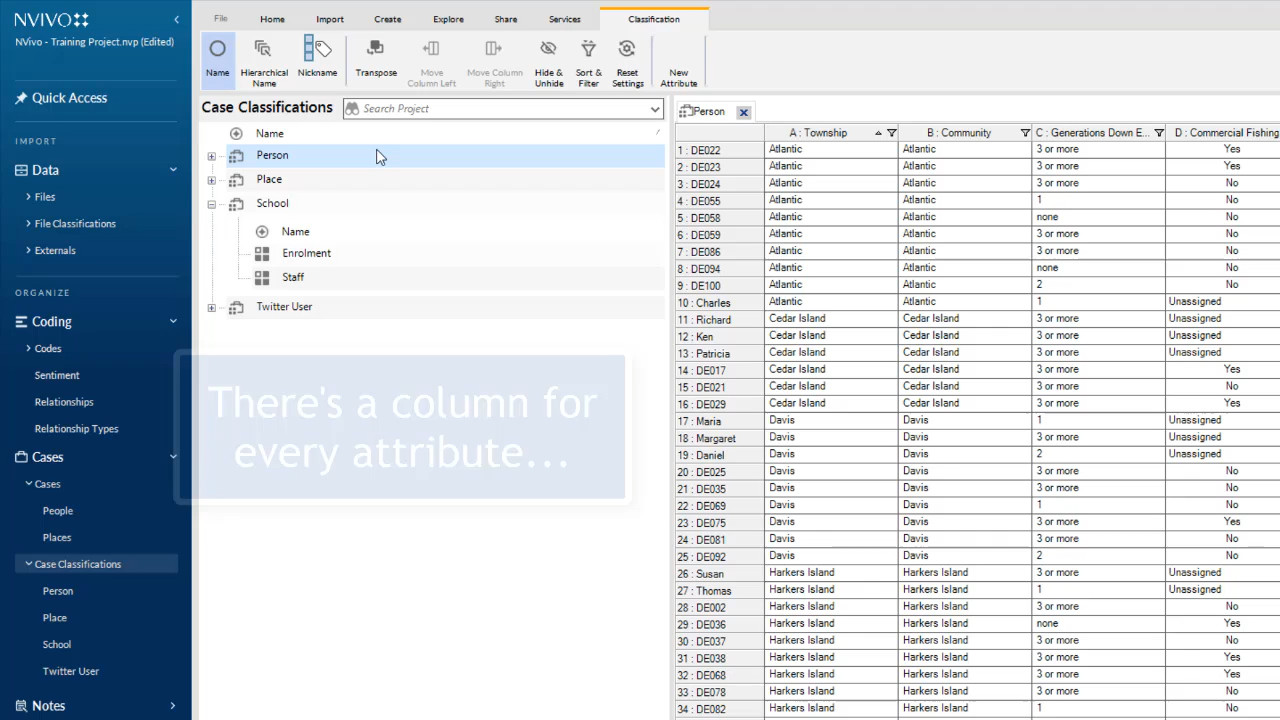 NVIVO
NVivo - Training Project.nvp (Edited)
Quick Access
IMPORT
Data
Files
File Classifications
Externals
ORGANIZE
Coding
Codes
Sentiment
Relationships
Relationship Types
Cases
Cases
People
Places
Case Classifications
Person
Place
School
Twitter User
Notes
File Home Import Create Explore Share Services Classification
Name Hierarchical Name Nickname Transpose Move Column Left Move Column Right Hide & Unhide Sort & Filter Reset Settings New Attribute
Case Classifications Search Project
Name
Person
Place
School
Name
Enrolment
Staff
Twitter User
There's a column for
every attribute...
Person
A : Township B : Community C : Generations Down E... D : Commercial Fishing
1 : DE022 Atlantic Atlantic 3 or more Yes
2 : DE023 Atlantic Atlantic 3 or more Yes
3 : DE024 Atlantic Atlantic 3 or more No
4 : DE055 Atlantic Atlantic 1 No
5 : DE058 Atlantic Atlantic none No
6 : DE059 Atlantic Atlantic 3 or more No
7 : DE086 Atlantic Atlantic 3 or more No
8 : DE094 Atlantic Atlantic none No
9 : DE100 Atlantic Atlantic 2 No
10 : Charles Atlantic Atlantic 1 Unassigned
11 : Richard Cedar Island Cedar Island 3 or more Unassigned
12 : Ken Cedar Island Cedar Island 3 or more Unassigned
13 : Patricia Cedar Island Cedar Island 3 or more Unassigned
14 : DE017 Cedar Island Cedar Island 3 or more Yes
15 : DE021 Cedar Island Cedar Island 3 or more No
16 : DE029 Cedar Island Cedar Island 3 or more Yes
17 : Maria Davis Davis 1 Unassigned
18 : Margaret Davis Davis 3 or more Unassigned
19 : Daniel Davis Davis 2 Unassigned
20 : DE025 Davis Davis 3 or more No
21 : DE035 Davis Davis 3 or more No
22 : DE069 Davis Davis 1 No
23 : DE075 Davis Davis 3 or more Yes
24 : DE081 Davis Davis 3 or more No
25 : DE092 Davis Davis 2 No
26 : Susan Harkers Island Harkers Island 3 or more Unassigned
27 : Thomas Harkers Island Harkers Island 1 Unassigned
28 : DE002 Harkers Island Harkers Island 3 or more No
29 : DE036 Harkers Island Harkers Island none Yes
30 : DE037 Harkers Island Harkers Island 3 or more No
31 : DE038 Harkers Island Harkers Island 3 or more Yes
32 : DE068 Harkers Island Harkers Island 3 or more Yes
33 : DE078 Harkers Island Harkers Island 3 or more No
34 : DE082 Harkers Island Harkers Island 1 No